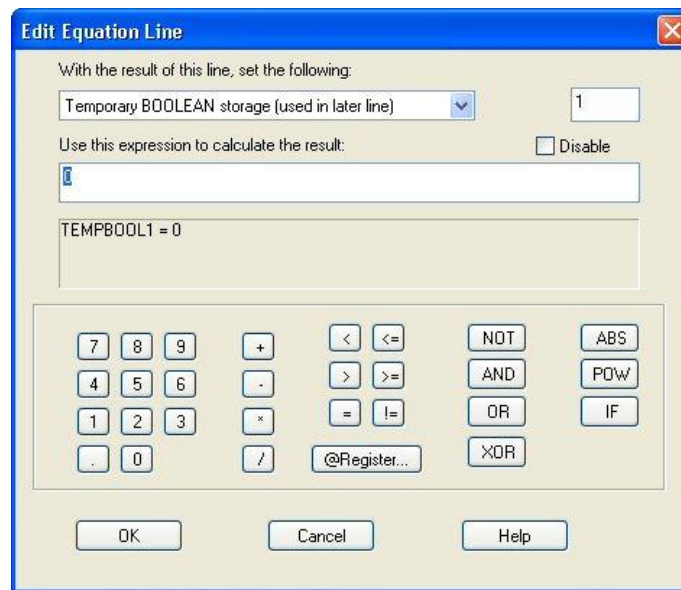 Edit Equation Line
With the result of this line, set the following:
Temporary BOOLEAN storage (used in later line) 1
Use this expression to calculate the result: Disable
0
TEMPBOOL1 = 0
7 8 9 + < <= NOT ABS
4 5 6 - > >= AND POW
1 2 3 * = != OR IF
. 0 / @Register... XOR
OK Cancel Help